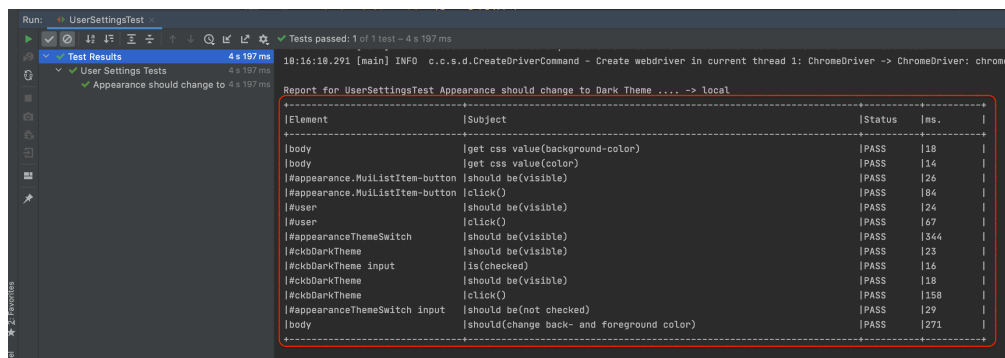 Run: UserSettingsTest ×
Tests passed: 1 of 1 test – 4 s 197 ms
Test Results 4 s 197 ms
User Settings Tests 4 s 197 ms
Appearance should change to 4 s 197 ms
10:16:10.291 [main] INFO c.c.s.d.CreateDriverCommand - Create webdriver in current thread 1: ChromeDriver -> ChromeDriver: chrome
Report for UserSettingsTest Appearance should change to Dark Theme .... -> local
|Element |Subject |Status |ms. |
|body |get css value(background-color) |PASS |18 |
|body |get css value(color) |PASS |14 |
|#appearance.MuiListItem-button |should be(visible) |PASS |26 |
|#appearance.MuiListItem-button |click() |PASS |84 |
|#user |should be(visible) |PASS |24 |
|#user |click() |PASS |67 |
|#appearanceThemeSwitch |should be(visible) |PASS |344 |
|#ckbDarkTheme |should be(visible) |PASS |23 |
|#ckbDarkTheme input |is(checked) |PASS |16 |
|#ckbDarkTheme |should be(visible) |PASS |18 |
|#ckbDarkTheme |click() |PASS |158 |
|#appearanceThemeSwitch input |should be(not checked) |PASS |29 |
|body |should(change back- and foreground color) |PASS |271 |
2: Favorites